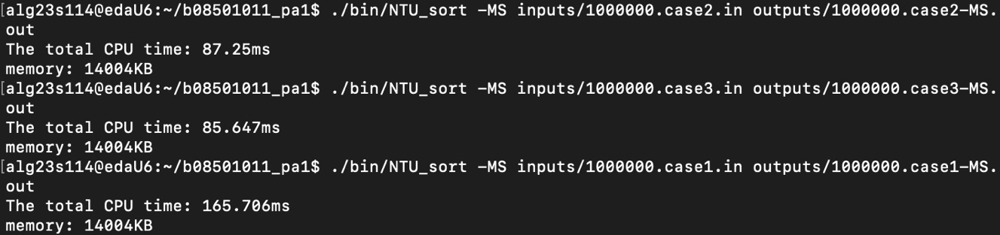 [alg23s114@edaU6:~/b08501011_pa1$ ./bin/NTU_sort -MS inputs/1000000.case2.in outputs/1000000.case2-MS.
out
The total CPU time: 87.25ms
memory: 14004KB
[alg23s114@edaU6:~/b08501011_pa1$ ./bin/NTU_sort -MS inputs/1000000.case3.in outputs/1000000.case3-MS.
out
The total CPU time: 85.647ms
memory: 14004KB
[alg23s114@edaU6:~/b08501011_pa1$ ./bin/NTU_sort -MS inputs/1000000.case1.in outputs/1000000.case1-MS.
out
The total CPU time: 165.706ms
memory: 14004KB